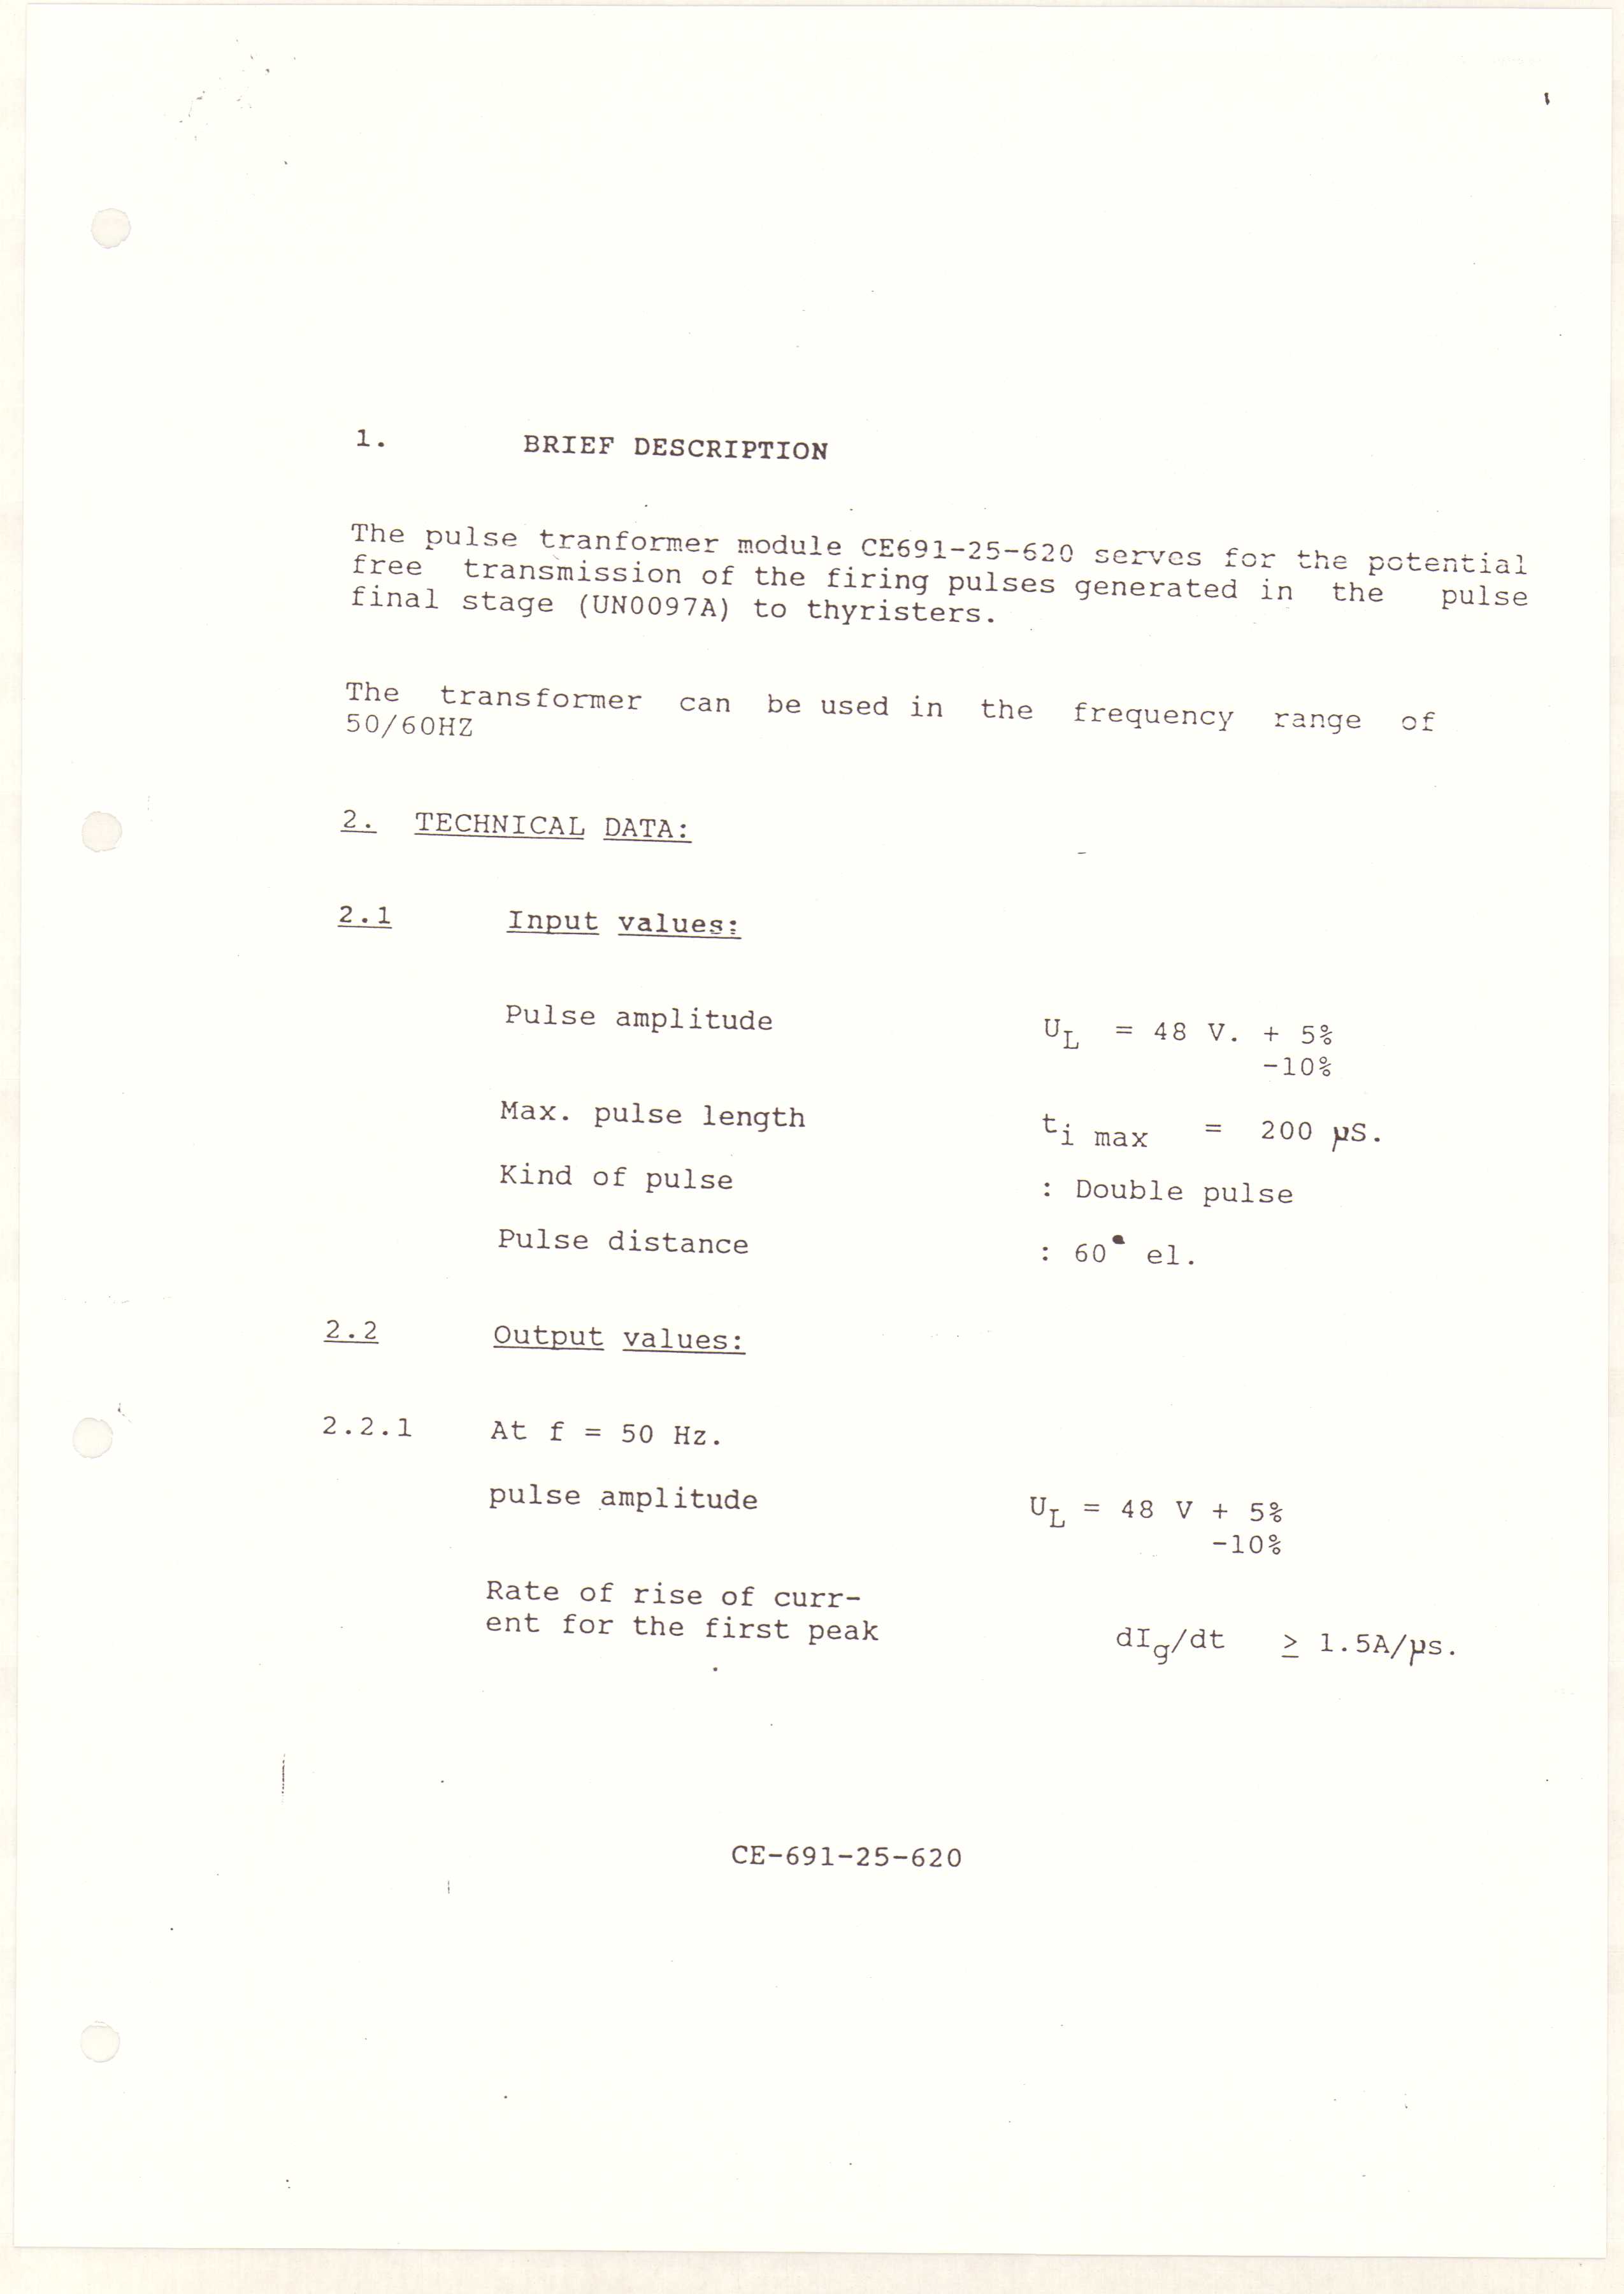 1. BRIEF DESCRIPTION
The pulse tranformer module CE691-25-620 serves for the potential
free transmission of the firing pulses generated in the pulse
final stage (UN0097A) to thyristers.
The transformer can be used in the frequency range of
50/60HZ
2. TECHNICAL DATA:
2.1 Input values:
Pulse amplitude U_L = 48 V. + 5%
-10%
Max. pulse length t_i max = 200 µS.
Kind of pulse : Double pulse
Pulse distance : 60° el.
2.2 Output values:
2.2.1 At f = 50 Hz.
pulse amplitude U_L = 48 V + 5%
-10%
Rate of rise of curr-
ent for the first peak dI_g/dt ≥ 1.5A/µs.
CE-691-25-620